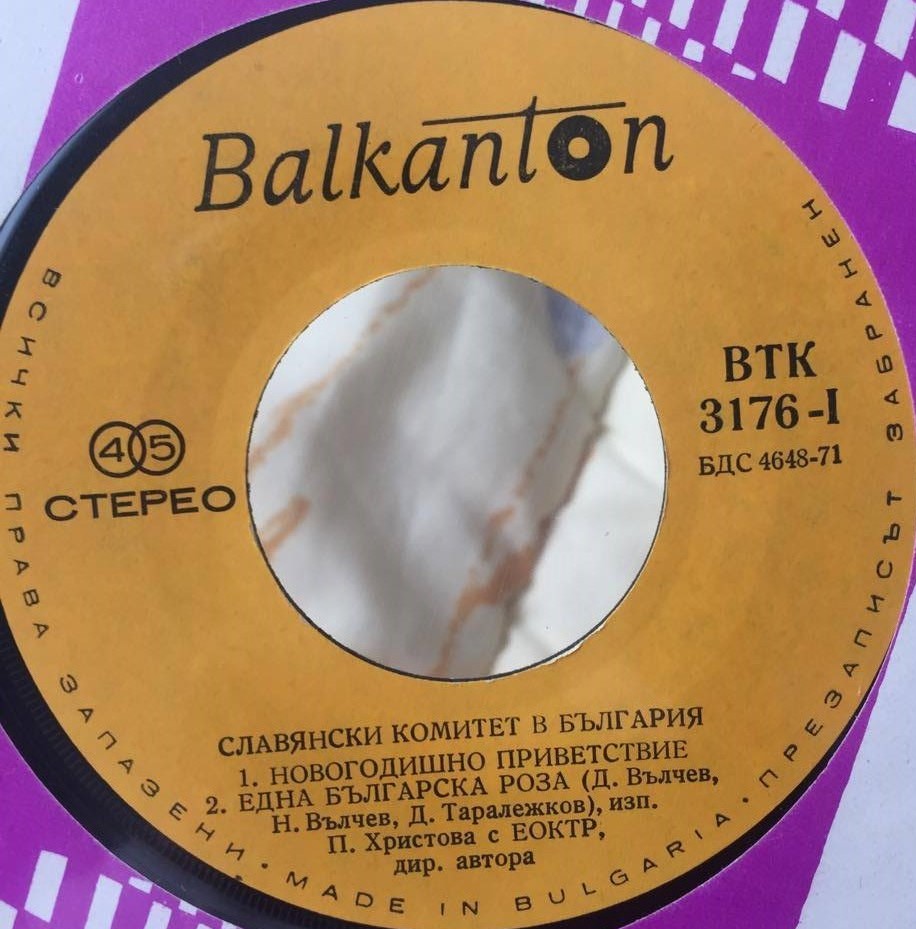 Balkanton
ВТК
3176-I
БДС 4648-71
45
СТЕРЕО
СЛАВЯНСКИ КОМИТЕТ В БЪЛГАРИЯ
1. НОВОГОДИШНО ПРИВЕТСТВИЕ
2. ЕДНА БЪЛГАРСКА РОЗА (Д. Вълчев,
Н. Вълчев, Д. Таралежков), изп.
П. Христова с ЕОКТР,
дир. автора
ВСИЧКИ ПРАВА ЗАПАЗЕНИ • MADE IN BULGARIA • ПРЕЗАПИСЪТ ЗАБРАНЕН